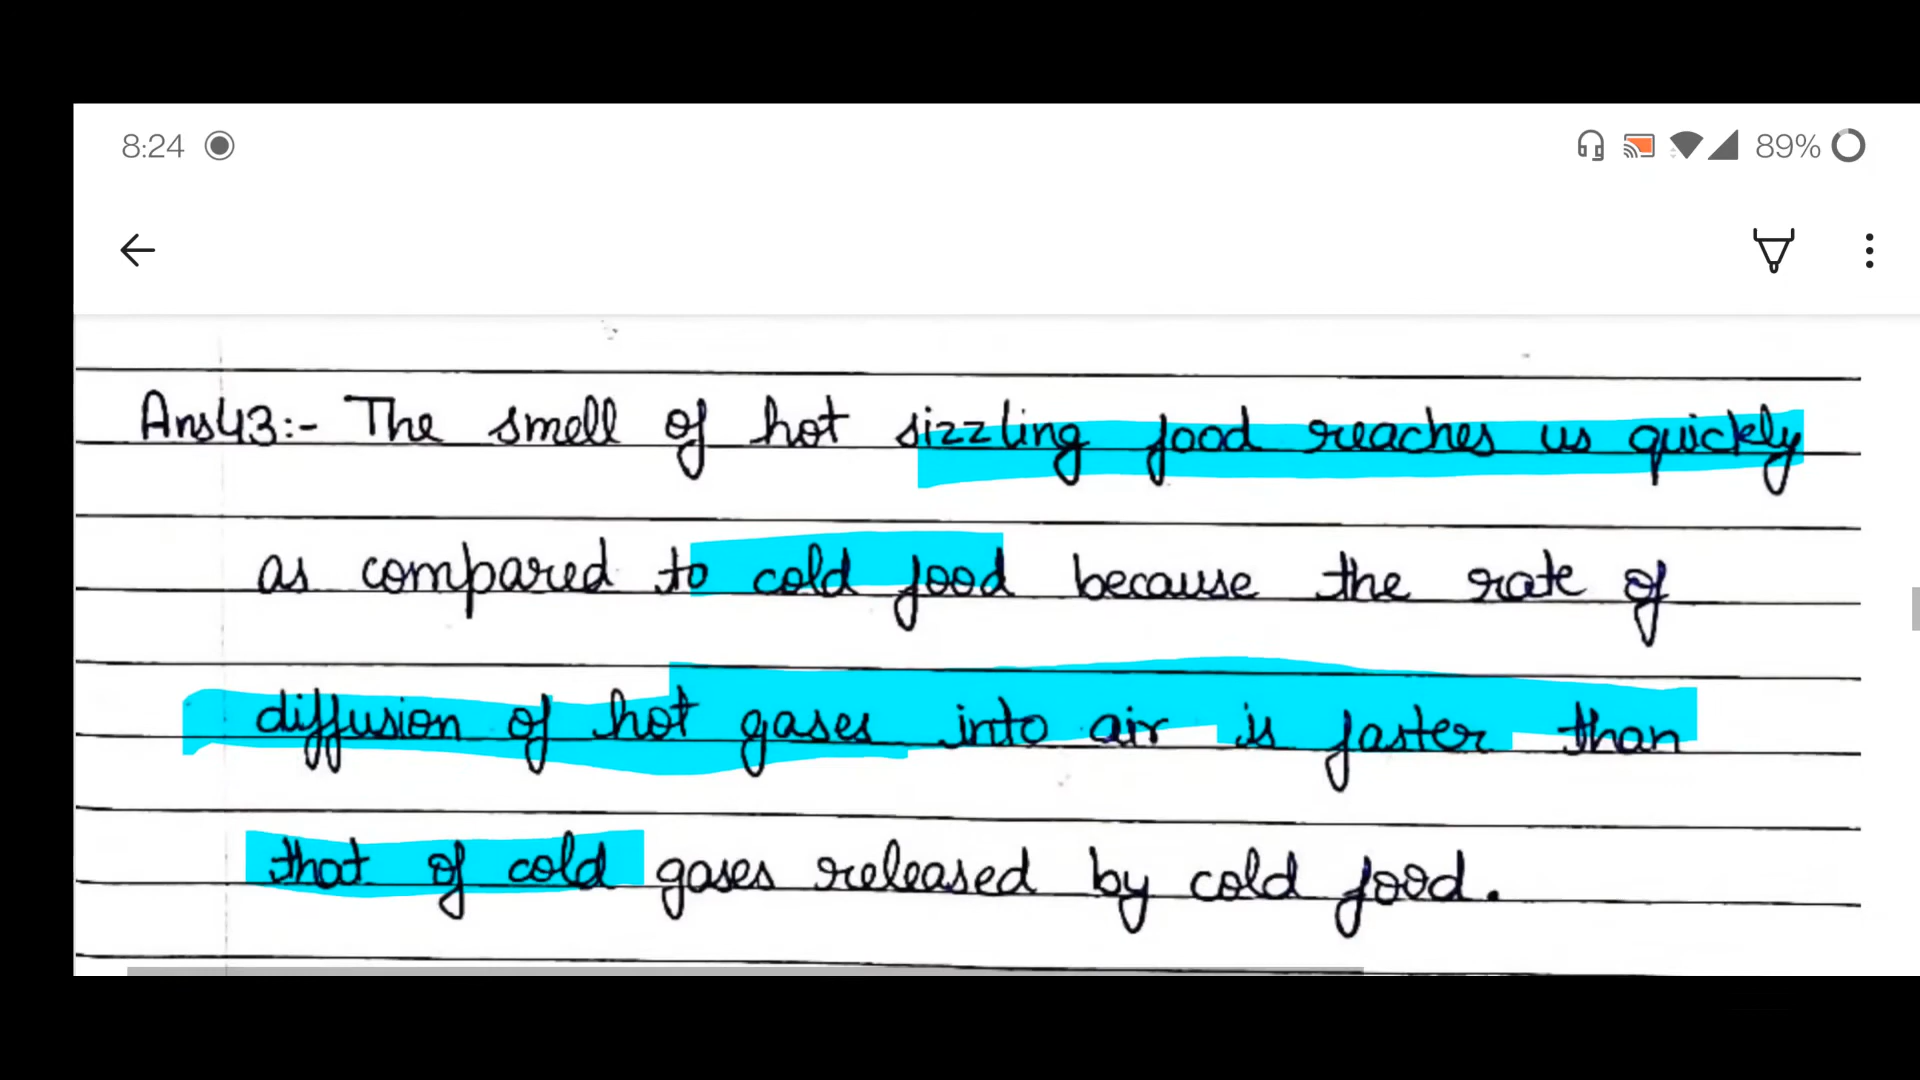 8:24 89%
Ans43:- The smell of hot sizzling food reaches us quickly
as compared to cold food because the rate of
diffusion of hot gases into air is faster than
that of cold gases released by cold food.